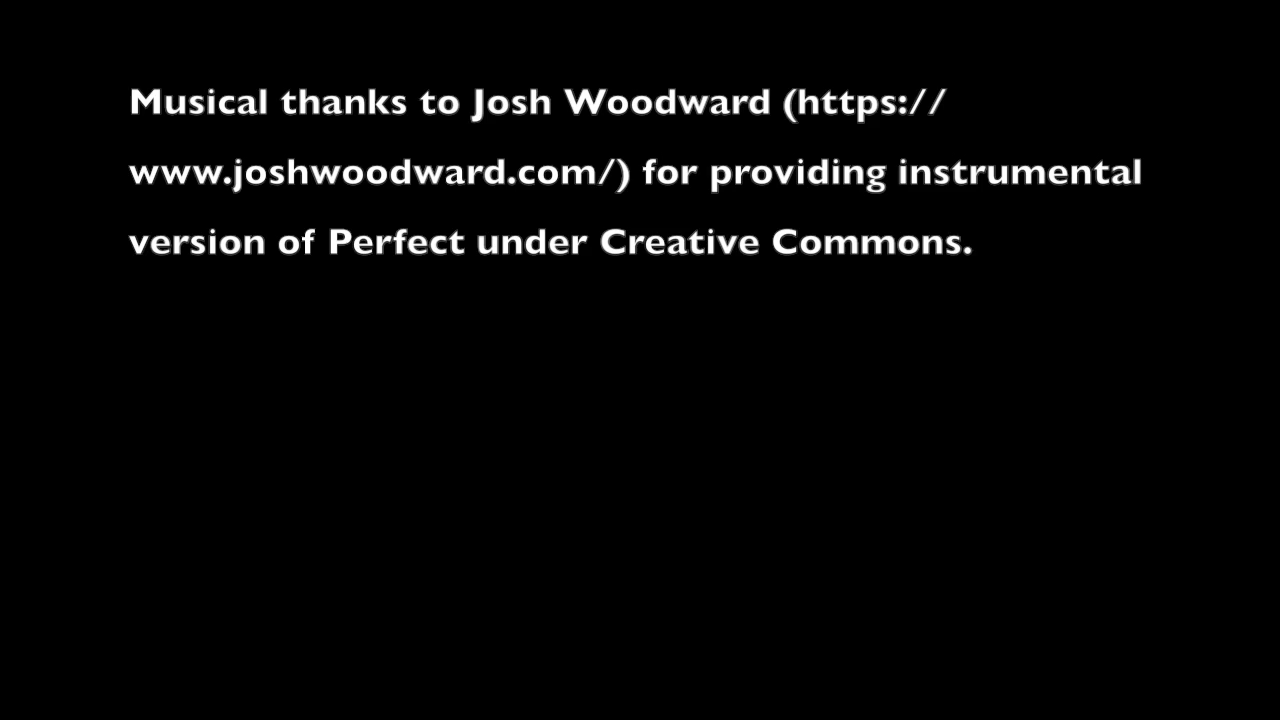 Musical thanks to Josh Woodward (https://
www.joshwoodward.com/) for providing instrumental
version of Perfect under Creative Commons.